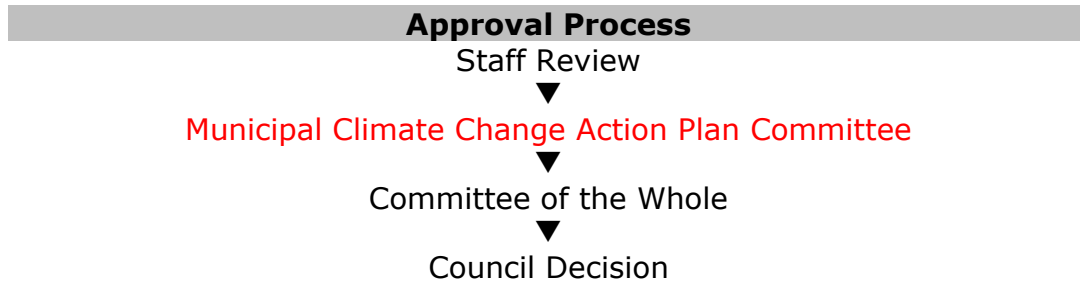 Approval Process
Staff Review
Municipal Climate Change Action Plan Committee
Committee of the Whole
Council Decision